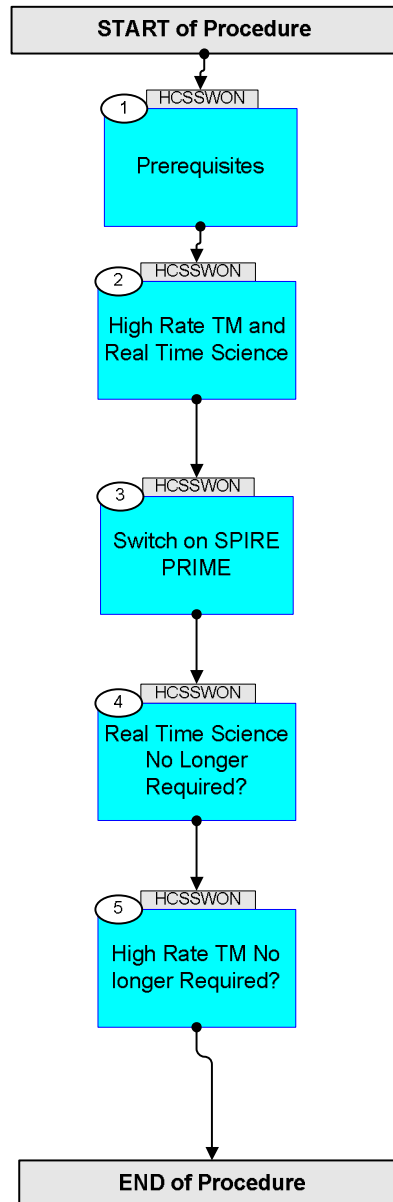 START of Procedure
HCSSWON
1
Prerequisites
HCSSWON
2
High Rate TM and
Real Time Science
HCSSWON
3
Switch on SPIRE
PRIME
HCSSWON
4
Real Time Science
No Longer
Required?
HCSSWON
5
High Rate TM No
longer Required?
END of Procedure